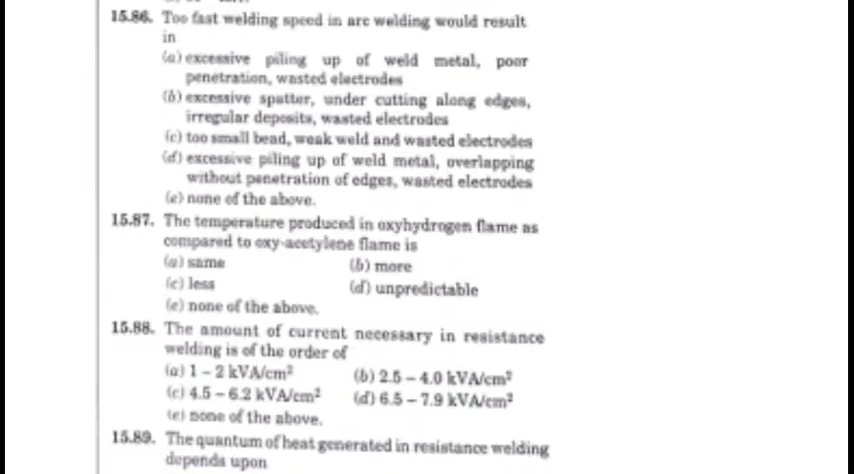 15.86. Too fast welding speed in arc welding would result
in
(a) excessive piling up of weld metal, poor
penetration, wasted electrodes
(b) excessive spatter, under cutting along edges,
irregular deposits, wasted electrodes
(c) too small bead, weak weld and wasted electrodes
(d) excessive piling up of weld metal, overlapping
without penetration of edges, wasted electrodes
(e) none of the above.
15.87. The temperature produced in oxyhydrogen flame as
compared to oxy-acetylene flame is
(a) same (b) more
(c) less (d) unpredictable
(e) none of the above.
15.88. The amount of current necessary in resistance
welding is of the order of
(a) 1 – 2 kVA/cm² (b) 2.5 – 4.0 kVA/cm²
(c) 4.5 – 6.2 kVA/cm² (d) 6.5 – 7.9 kVA/cm²
(e) none of the above.
15.89. The quantum of heat generated in resistance welding
depends upon